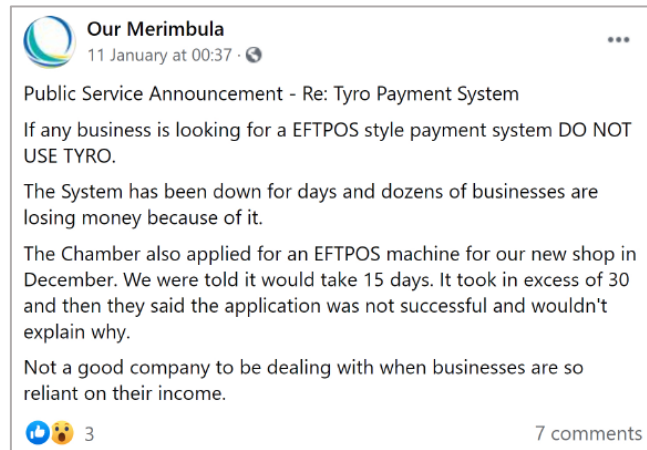 Our Merimbula
11 January at 00:37 ·
Public Service Announcement - Re: Tyro Payment System
If any business is looking for a EFTPOS style payment system DO NOT
USE TYRO.
The System has been down for days and dozens of businesses are
losing money because of it.
The Chamber also applied for an EFTPOS machine for our new shop in
December. We were told it would take 15 days. It took in excess of 30
and then they said the application was not successful and wouldn't
explain why.
Not a good company to be dealing with when businesses are so
reliant on their income.
3
7 comments